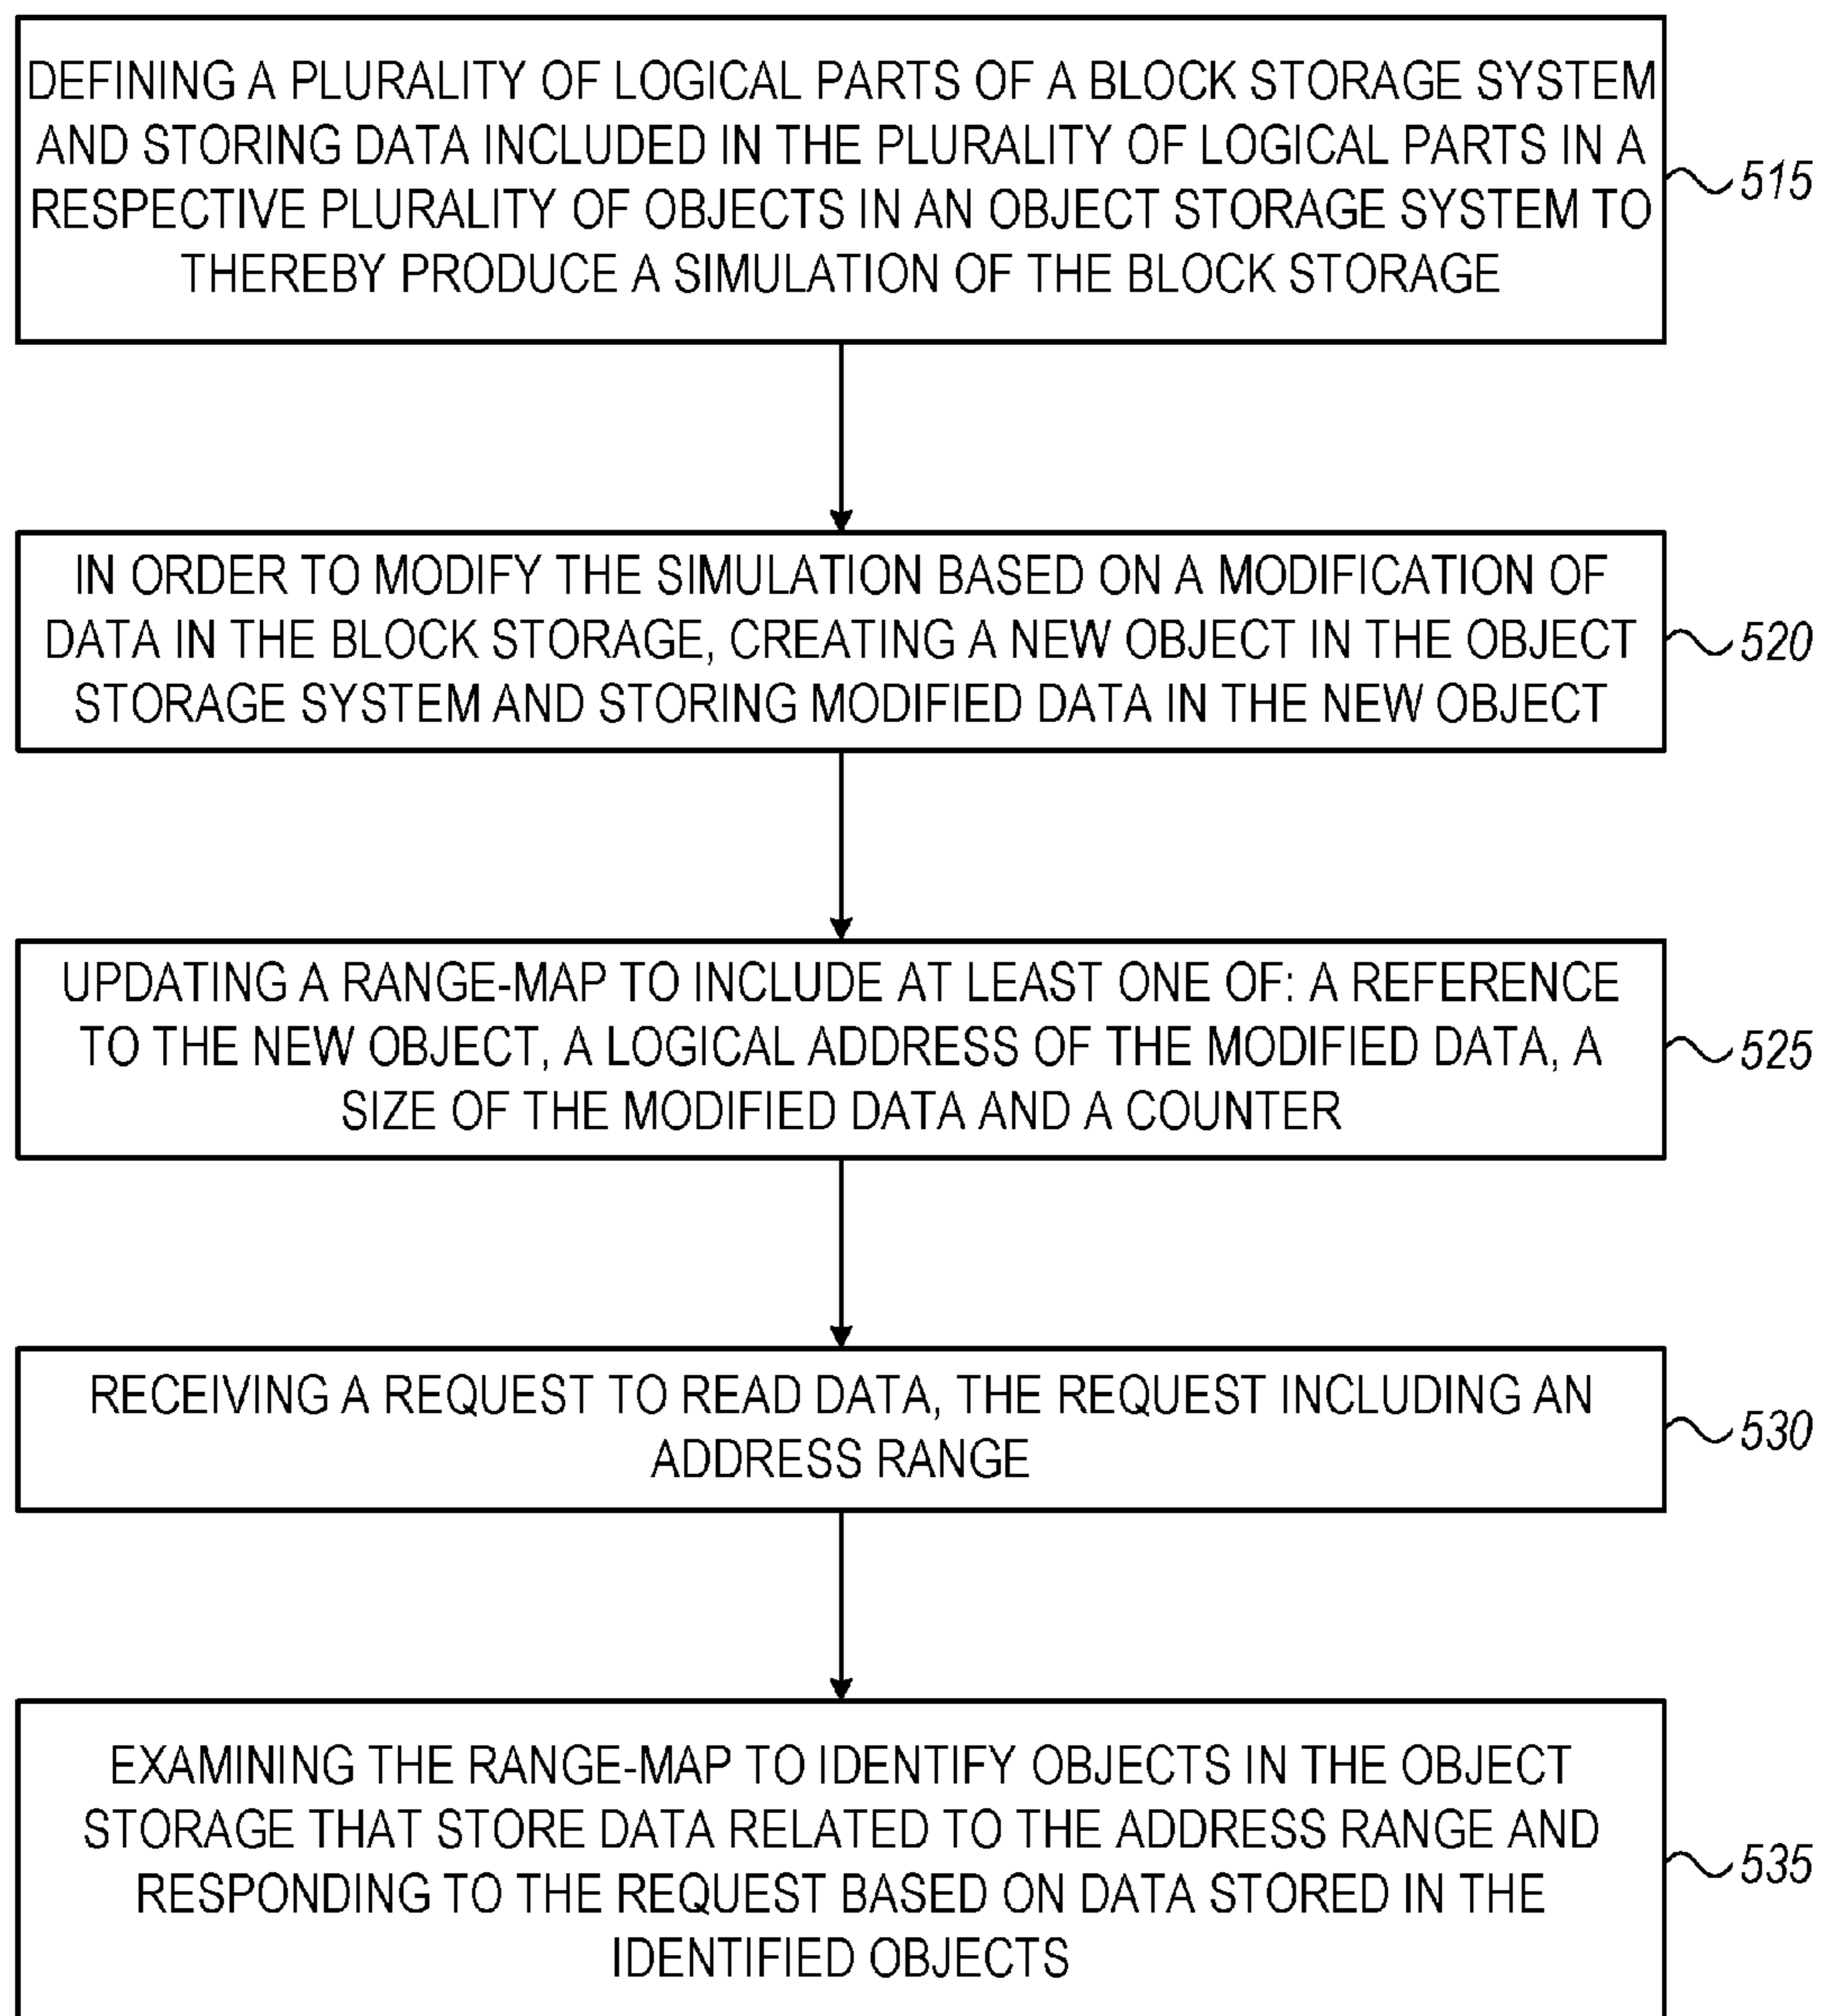 DEFINING A PLURALITY OF LOGICAL PARTS OF A BLOCK STORAGE SYSTEM
AND STORING DATA INCLUDED IN THE PLURALITY OF LOGICAL PARTS IN A
RESPECTIVE PLURALITY OF OBJECTS IN AN OBJECT STORAGE SYSTEM TO
THEREBY PRODUCE A SIMULATION OF THE BLOCK STORAGE
515
IN ORDER TO MODIFY THE SIMULATION BASED ON A MODIFICATION OF
DATA IN THE BLOCK STORAGE, CREATING A NEW OBJECT IN THE OBJECT
STORAGE SYSTEM AND STORING MODIFIED DATA IN THE NEW OBJECT
520
UPDATING A RANGE-MAP TO INCLUDE AT LEAST ONE OF: A REFERENCE
TO THE NEW OBJECT, A LOGICAL ADDRESS OF THE MODIFIED DATA, A
SIZE OF THE MODIFIED DATA AND A COUNTER
525
RECEIVING A REQUEST TO READ DATA, THE REQUEST INCLUDING AN
ADDRESS RANGE
530
EXAMINING THE RANGE-MAP TO IDENTIFY OBJECTS IN THE OBJECT
STORAGE THAT STORE DATA RELATED TO THE ADDRESS RANGE AND
RESPONDING TO THE REQUEST BASED ON DATA STORED IN THE
IDENTIFIED OBJECTS
535